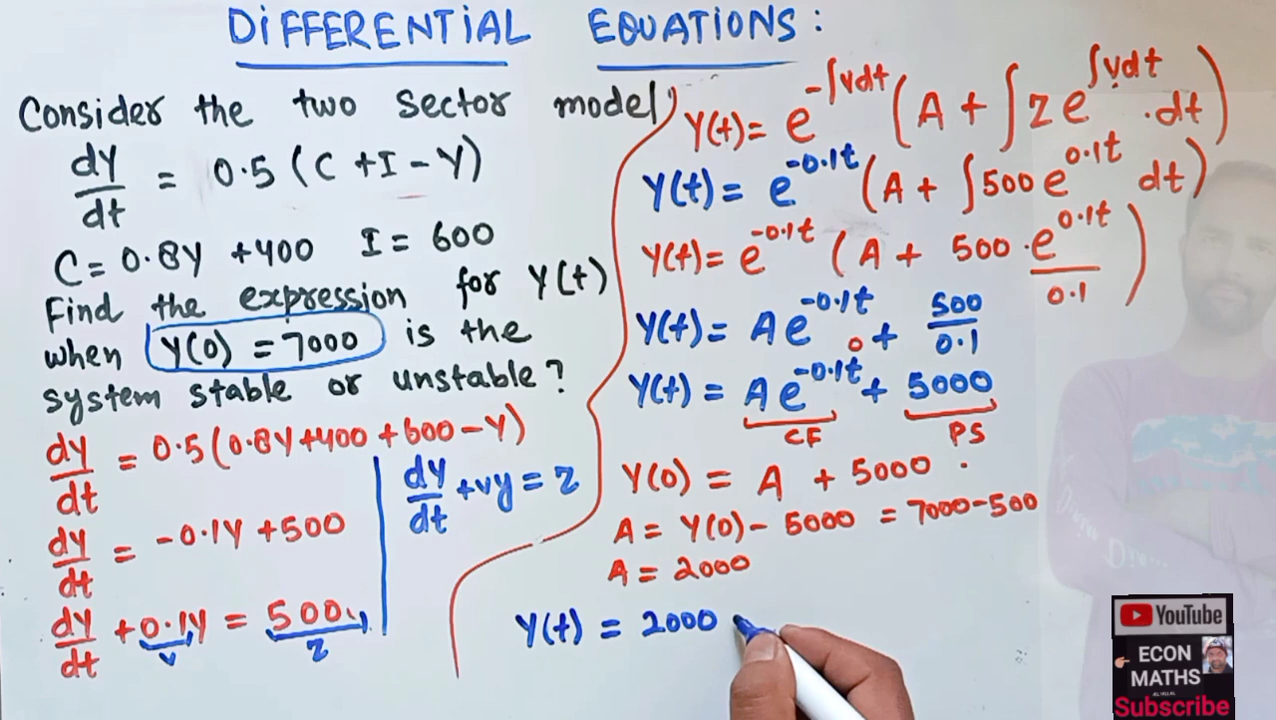 DIFFERENTIAL EQUATIONS:
Consider the two sector model,
dy/dt = 0.5 (C + I - Y)
C = 0.8Y + 400 I = 600
Find the expression for Y(t)
when Y(0) = 7000 is the
system stable or unstable?
dy/dt = 0.5(0.8Y+400+600-Y)
dy/dt = -0.1Y + 500
dy/dt + 0.1Y = 500
v z
dy/dt + vy = z
Y(t) = e^-∫vdt (A + ∫z e^∫vdt . dt)
Y(t) = e^-0.1t (A + ∫500 e^0.1t dt)
Y(t) = e^-0.1t (A + 500 . e^0.1t/0.1)
Y(t) = A e^-0.1t + 500/0.1
Y(t) = A e^-0.1t + 5000
CF PS
Y(0) = A + 5000 .
A = Y(0) - 5000 = 7000-500
A = 2000
Y(t) = 2000
YouTube
ECON
MATHS
Subscribe